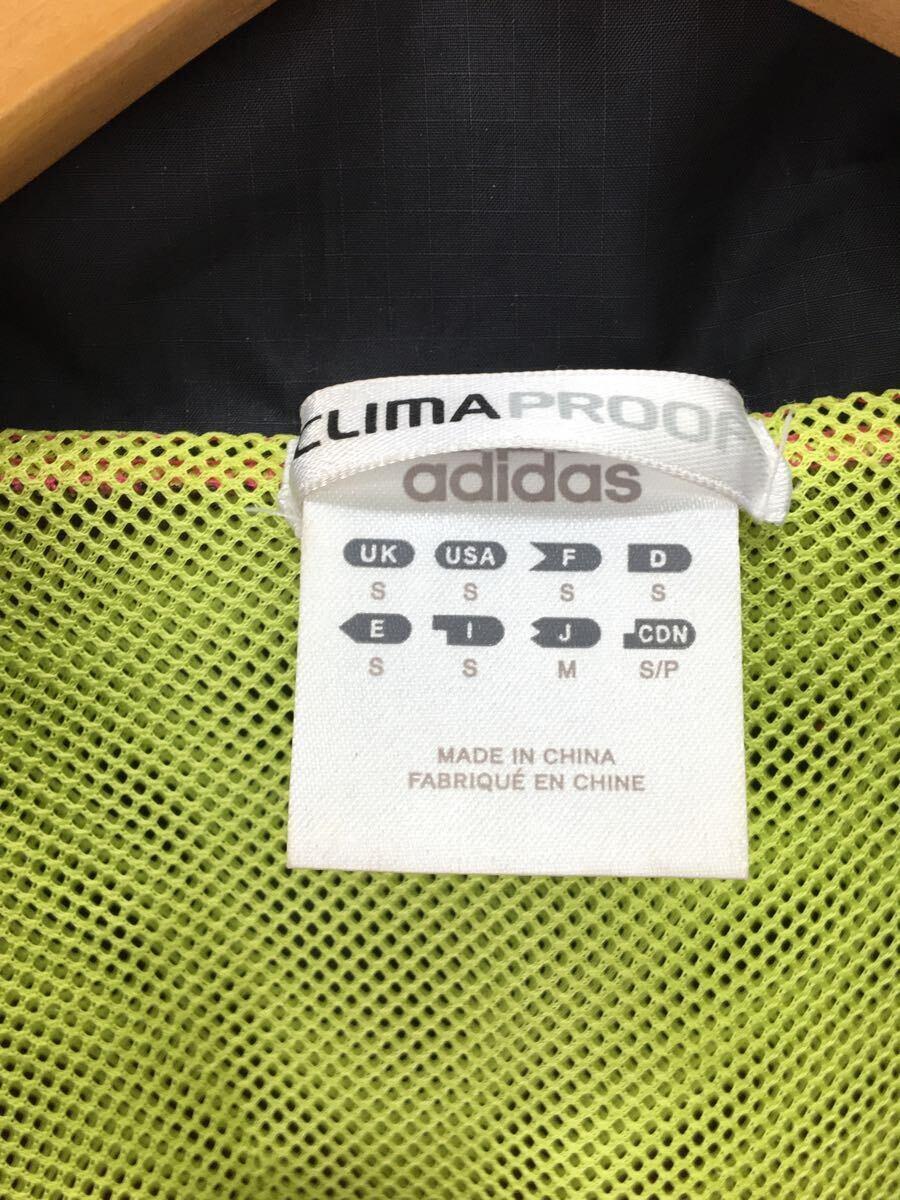 CLIMAPROOF
adidas
UK USA F D
S S S S
E I J CDN
S S M S/P
MADE IN CHINA
FABRIQUÉ EN CHINE